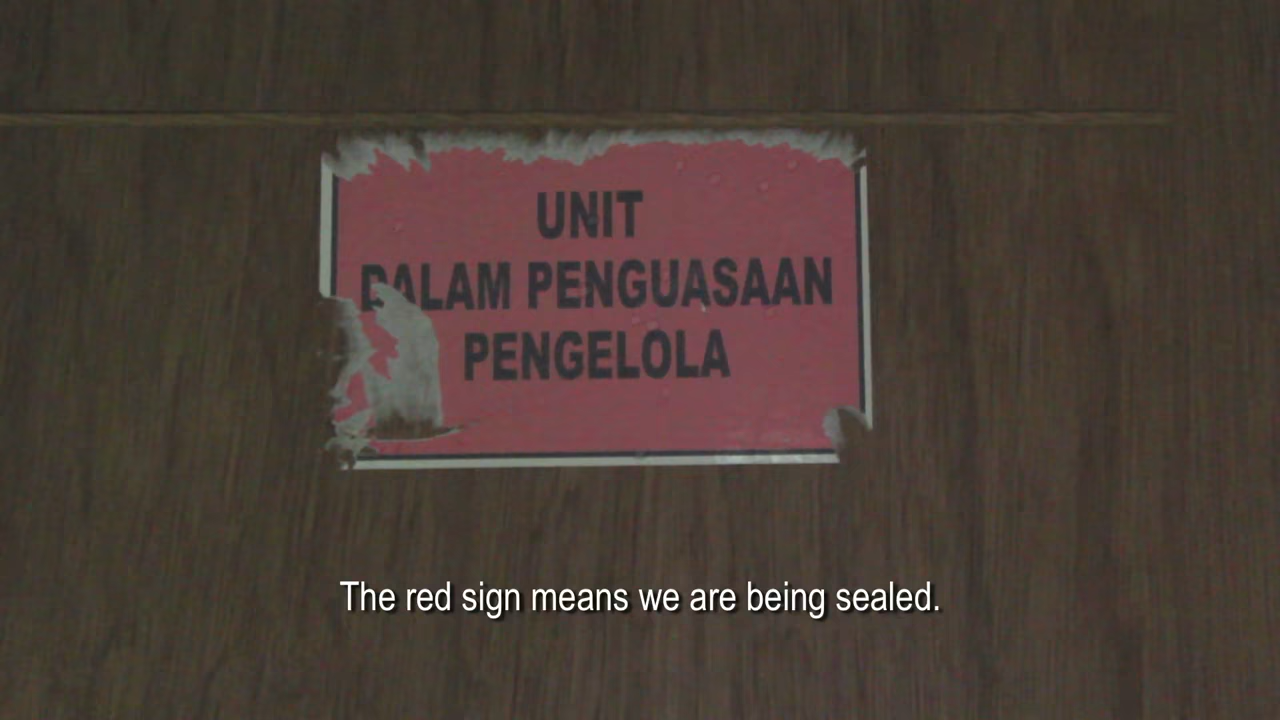 UNIT
DALAM PENGUASAAN
PENGELOLA
The red sign means we are being sealed.